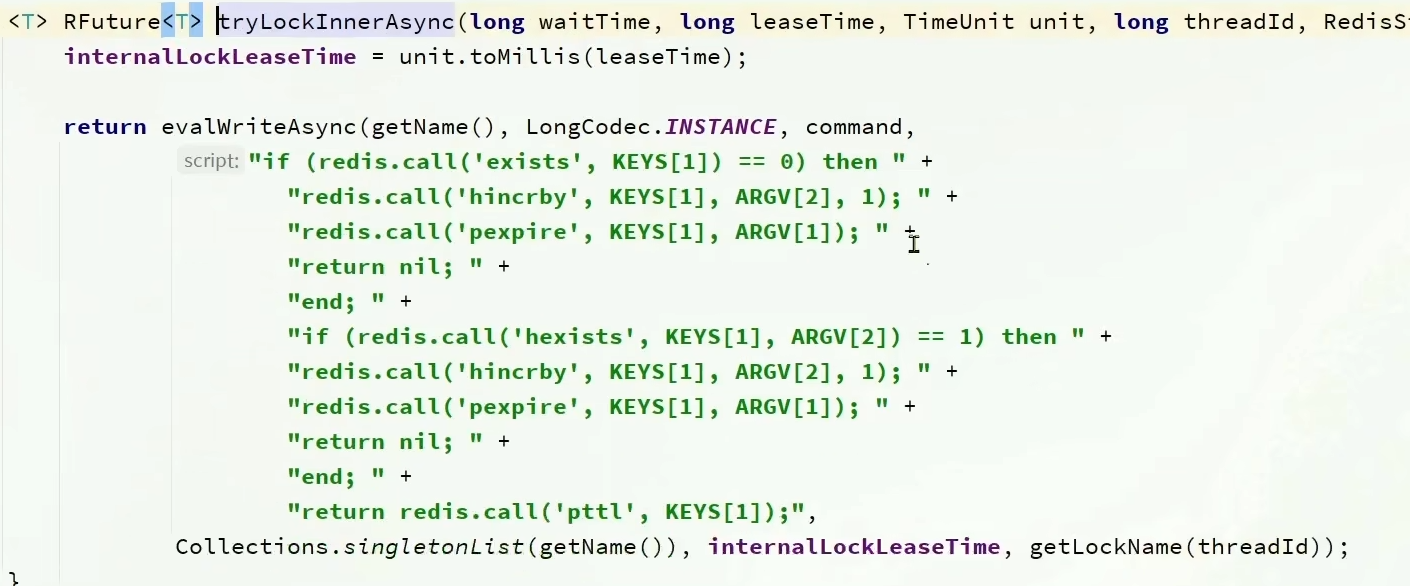 <T> RFuture<T> tryLockInnerAsync(long waitTime, long leaseTime, TimeUnit unit, long threadId, RedisS
internalLockLeaseTime = unit.toMillis(leaseTime);
return evalWriteAsync(getName(), LongCodec.INSTANCE, command,
script: "if (redis.call('exists', KEYS[1]) == 0) then " +
"redis.call('hincrby', KEYS[1], ARGV[2], 1); " +
"redis.call('pexpire', KEYS[1], ARGV[1]); " +
"return nil; " +
"end; " +
"if (redis.call('hexists', KEYS[1], ARGV[2]) == 1) then " +
"redis.call('hincrby', KEYS[1], ARGV[2], 1); " +
"redis.call('pexpire', KEYS[1], ARGV[1]); " +
"return nil; " +
"end; " +
"return redis.call('pttl', KEYS[1]);",
Collections.singletonList(getName()), internalLockLeaseTime, getLockName(threadId));
}